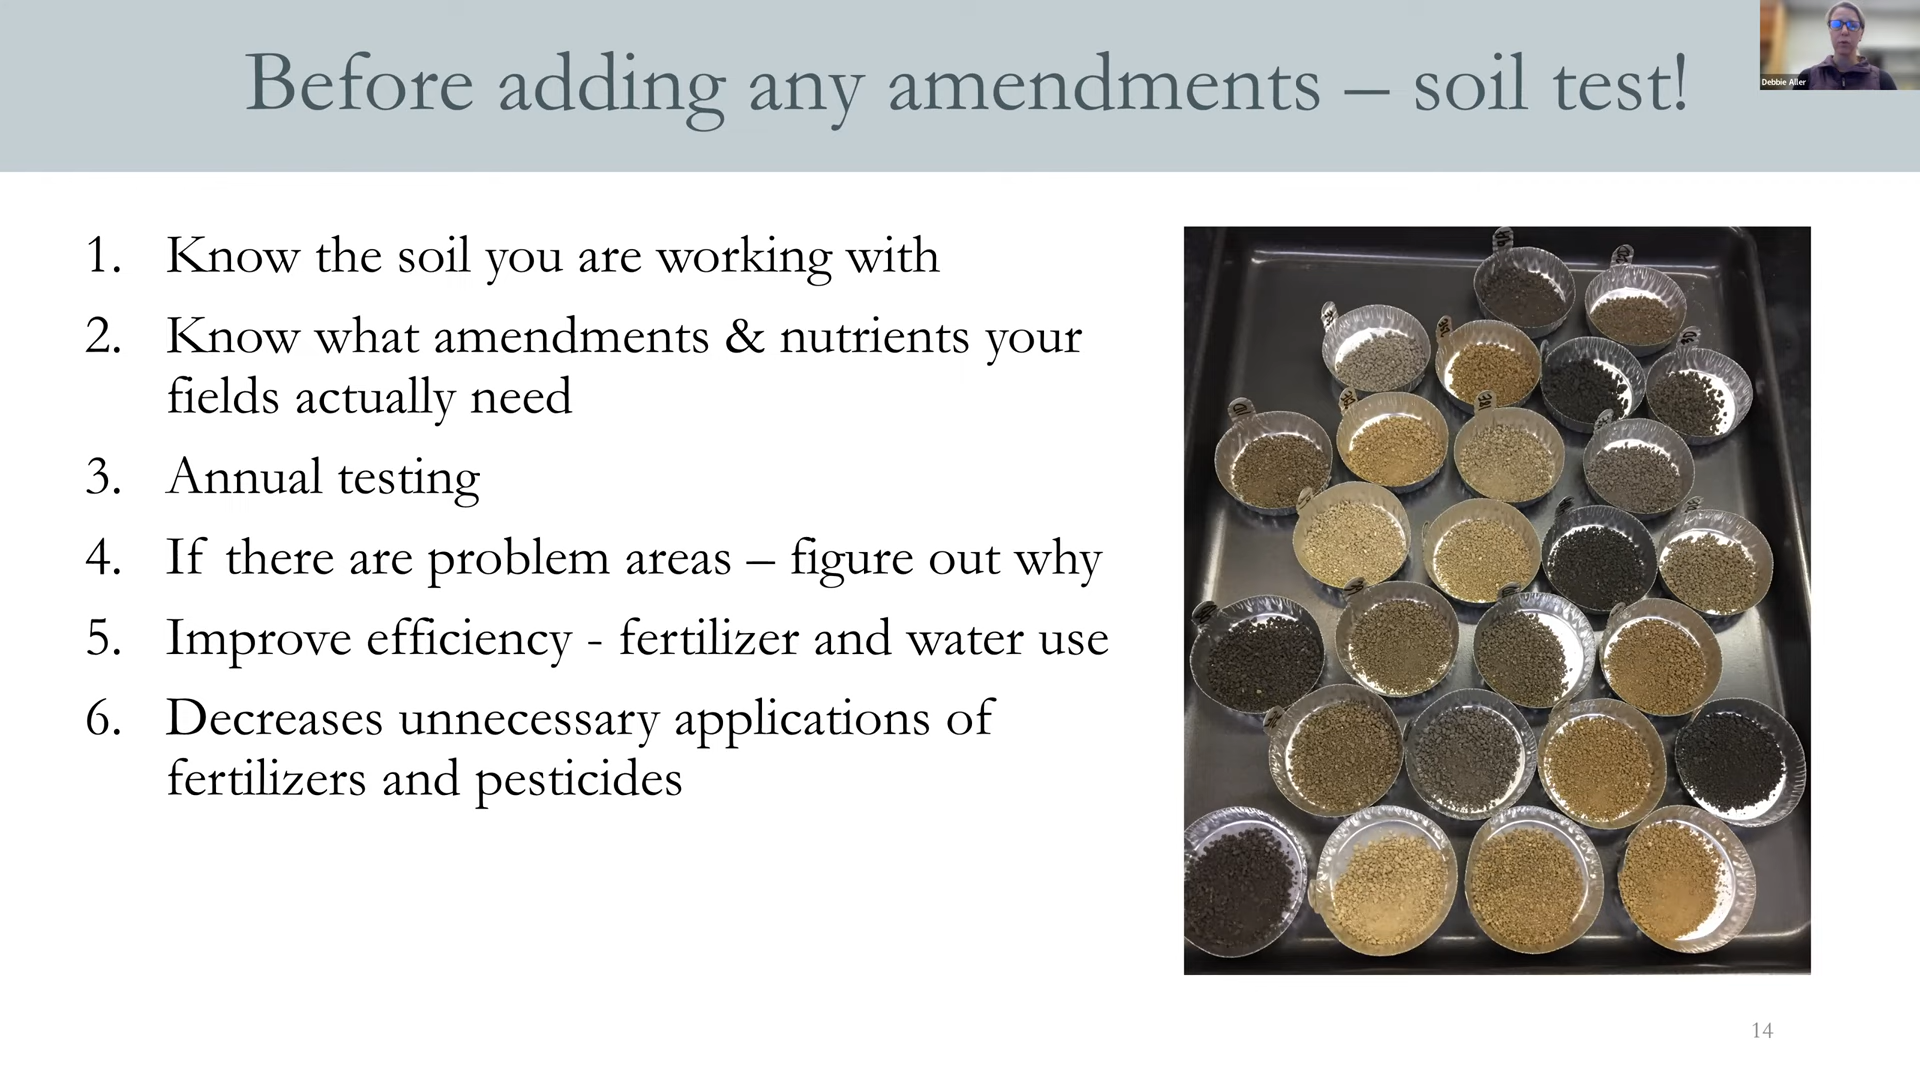 Before adding any amendments – soil test!
Debbie Aller
1. Know the soil you are working with
2. Know what amendments & nutrients your
fields actually need
3. Annual testing
4. If there are problem areas – figure out why
5. Improve efficiency - fertilizer and water use
6. Decreases unnecessary applications of
fertilizers and pesticides
14